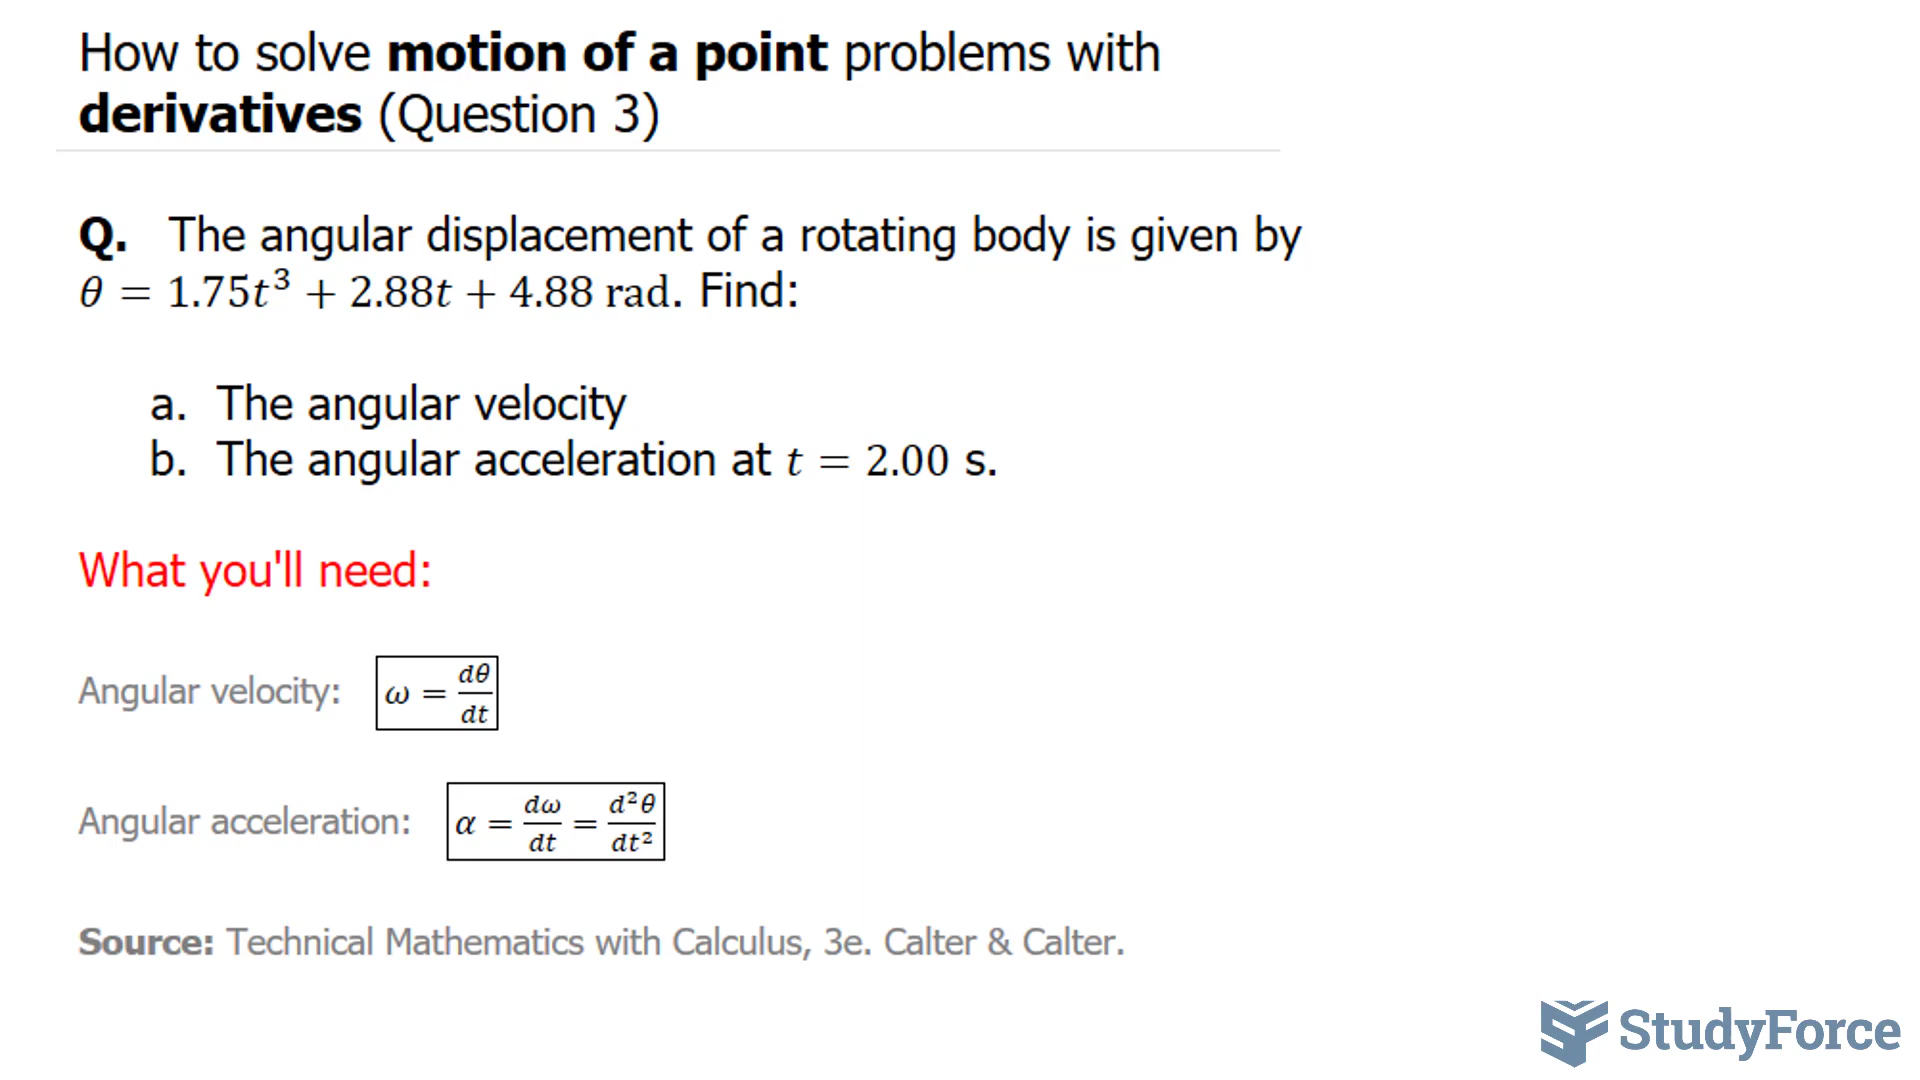 How to solve motion of a point problems with
derivatives (Question 3)
Q. The angular displacement of a rotating body is given by
θ = 1.75t³ + 2.88t + 4.88 rad. Find:
a. The angular velocity
b. The angular acceleration at t = 2.00 s.
What you'll need:
Angular velocity: ω = dθ/dt
Angular acceleration: α = dω/dt = d²θ/dt²
Source: Technical Mathematics with Calculus, 3e. Calter & Calter.
StudyForce